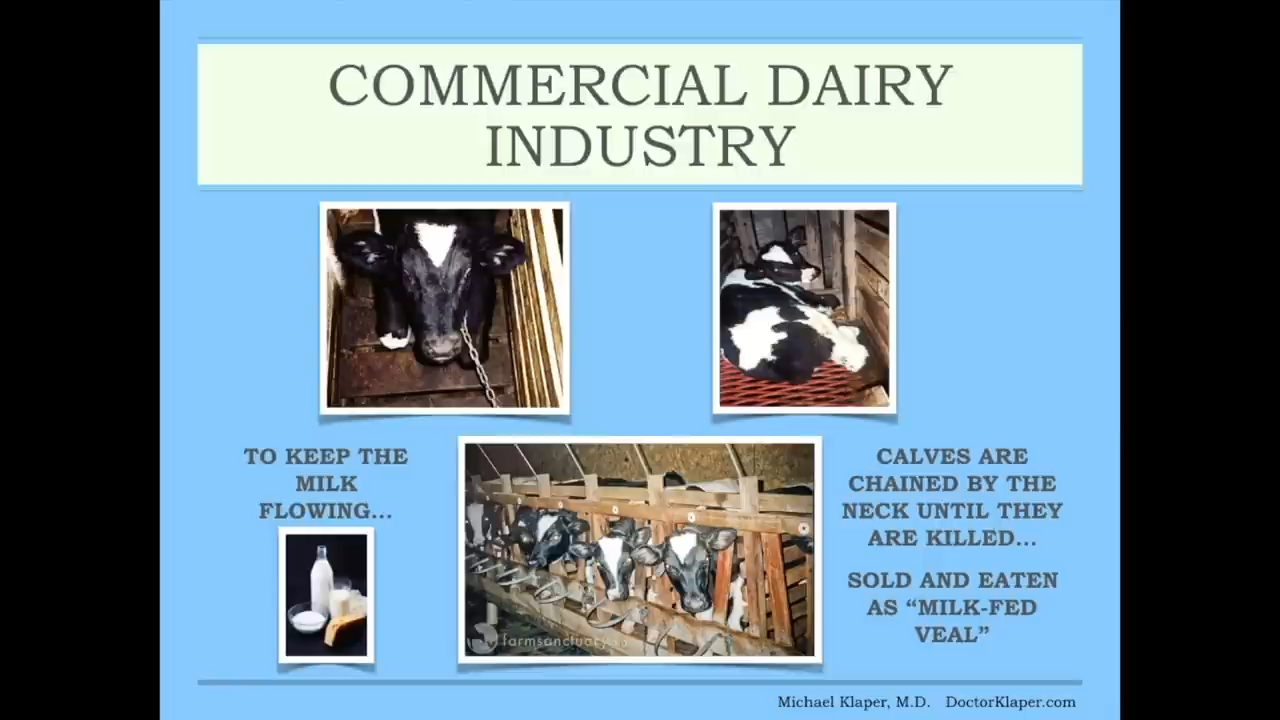 COMMERCIAL DAIRY
INDUSTRY
TO KEEP THE
MILK
FLOWING...
CALVES ARE
CHAINED BY THE
NECK UNTIL THEY
ARE KILLED...
SOLD AND EATEN
AS “MILK-FED
VEAL”
farmsanctuary
Michael Klaper, M.D. DoctorKlaper.com